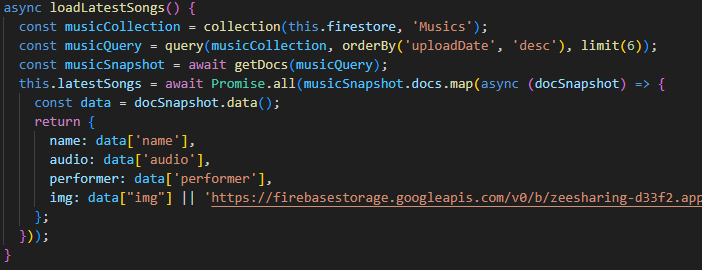 async loadLatestSongs() {
const musicCollection = collection(this.firestore, 'Musics');
const musicQuery = query(musicCollection, orderBy('uploadDate', 'desc'), limit(6));
const musicSnapshot = await getDocs(musicQuery);
this.latestSongs = await Promise.all(musicSnapshot.docs.map(async (docSnapshot) => {
const data = docSnapshot.data();
return {
name: data['name'],
audio: data['audio'],
performer: data['performer'],
img: data["img"] || 'https://firebasestorage.googleapis.com/v0/b/zeesharing-d33f2.app
};
}));
}